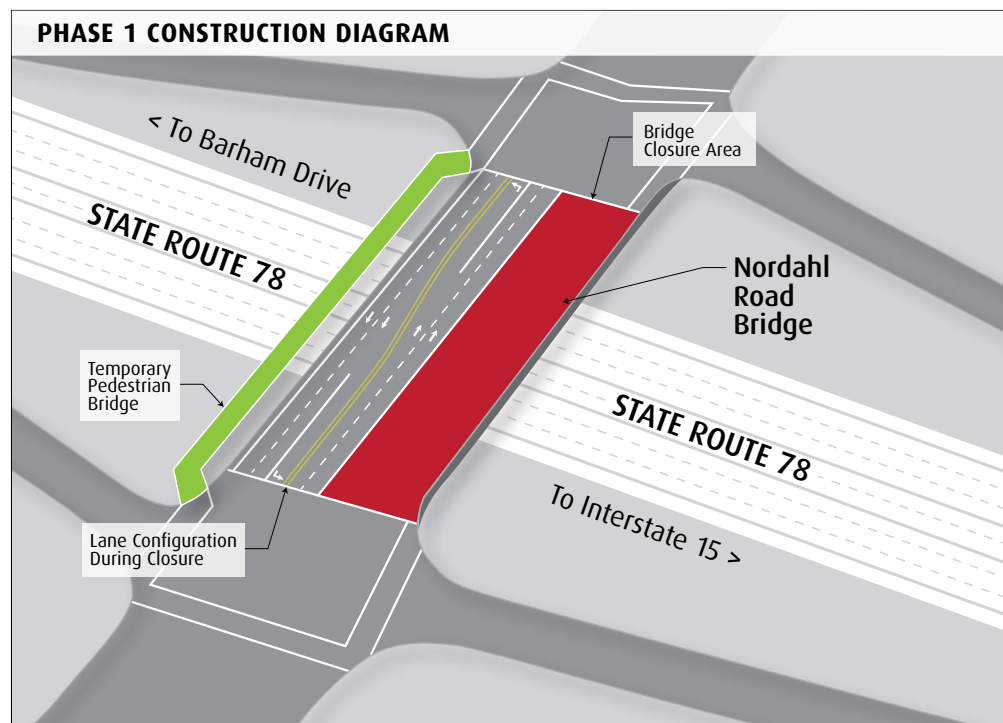 PHASE 1 CONSTRUCTION DIAGRAM
< To Barham Drive
Bridge
Closure Area
STATE ROUTE 78
Nordahl
Road
Bridge
Temporary
Pedestrian
Bridge
STATE ROUTE 78
To Interstate 15 >
Lane Configuration
During Closure